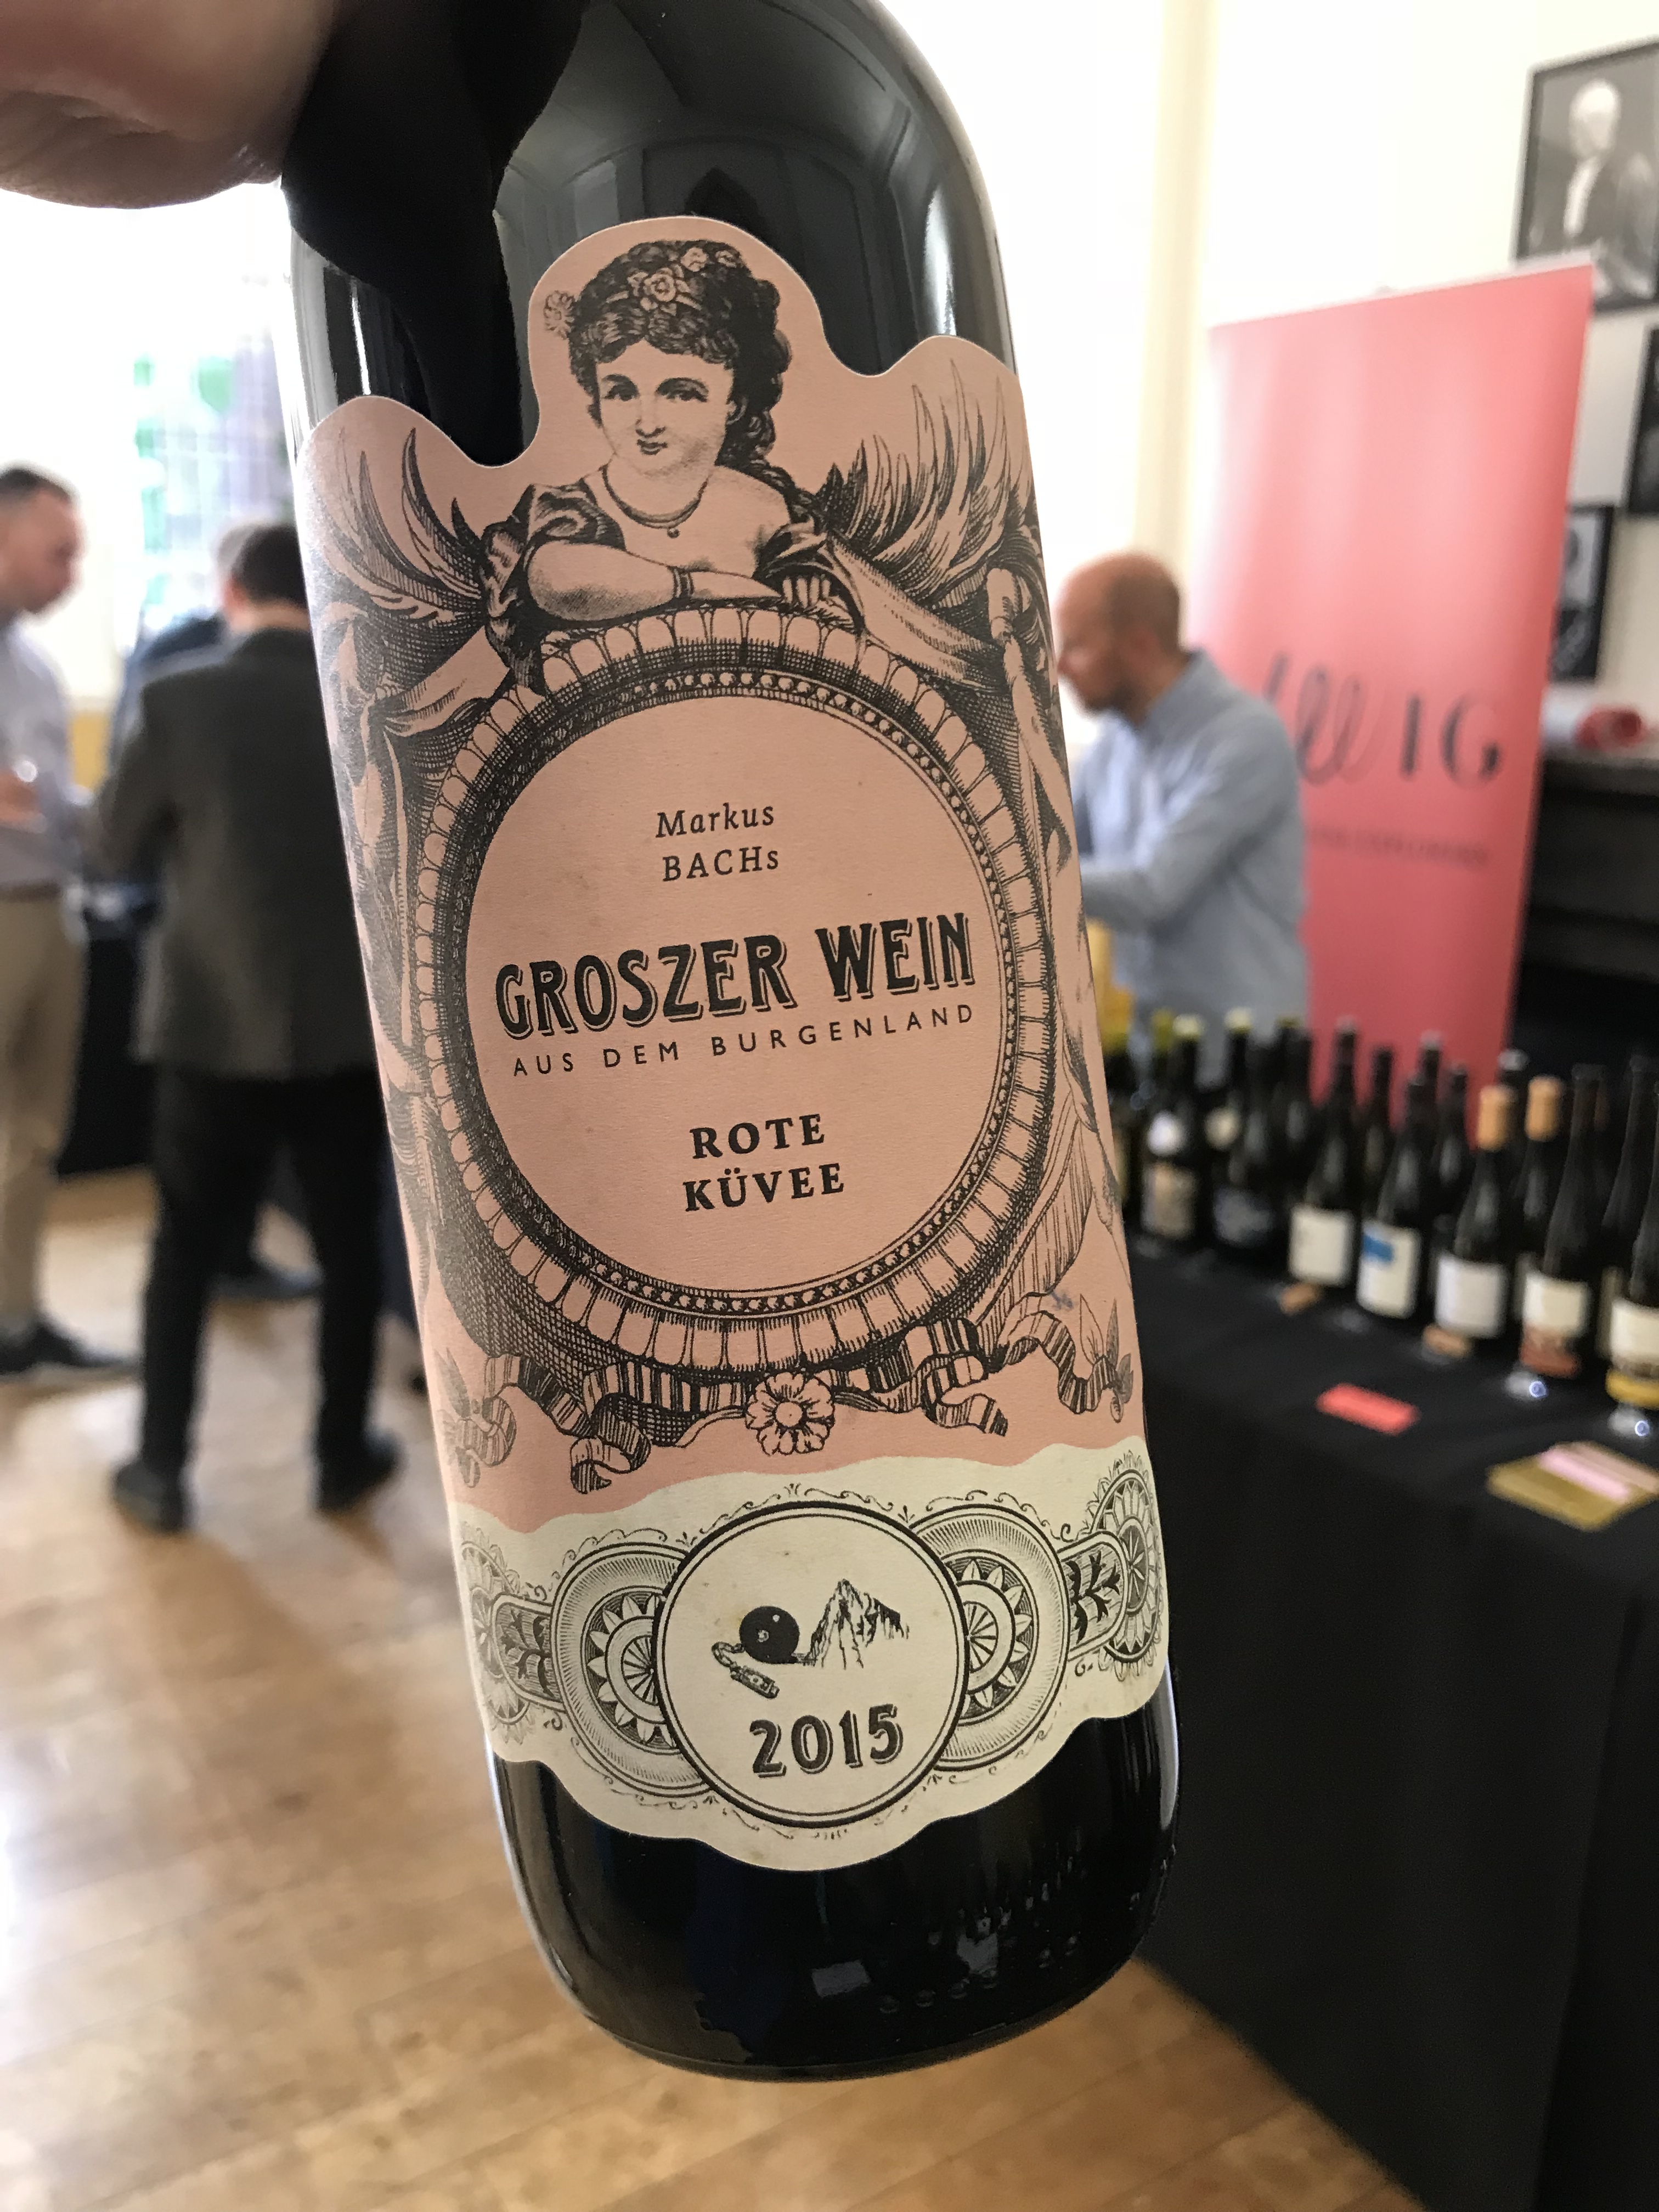 Markus
BACHs
GROSZER WEIN
AUS DEM BURGENLAND
ROTE
KÜVEE
2015